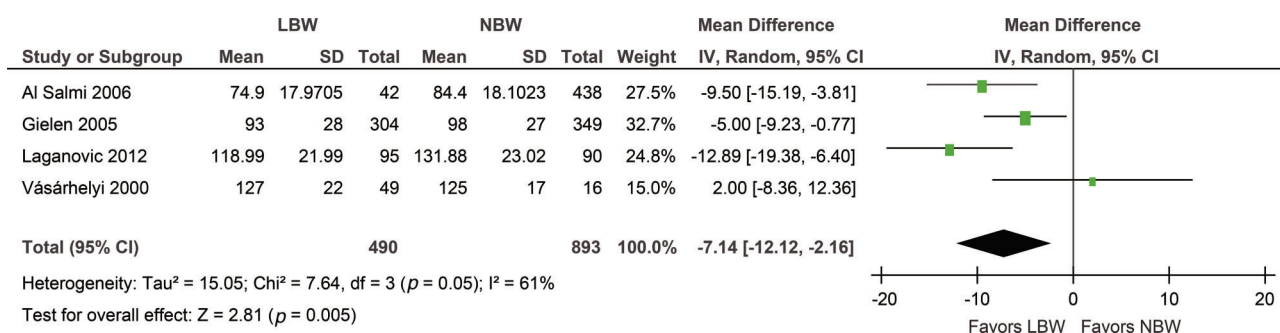 LBW NBW Mean Difference Mean Difference
Study or Subgroup Mean SD Total Mean SD Total Weight IV, Random, 95% CI IV, Random, 95% CI
Al Salmi 2006 74.9 17.9705 42 84.4 18.1023 438 27.5% -9.50 [-15.19, -3.81]
Gielen 2005 93 28 304 98 27 349 32.7% -5.00 [-9.23, -0.77]
Laganovic 2012 118.99 21.99 95 131.88 23.02 90 24.8% -12.89 [-19.38, -6.40]
Vásárhelyi 2000 127 22 49 125 17 16 15.0% 2.00 [-8.36, 12.36]
Total (95% CI) 490 893 100.0% -7.14 [-12.12, -2.16]
Heterogeneity: Tau² = 15.05; Chi² = 7.64, df = 3 (p = 0.05); I² = 61%
Test for overall effect: Z = 2.81 (p = 0.005)
-20 -10 0 10 20
Favors LBW Favors NBW